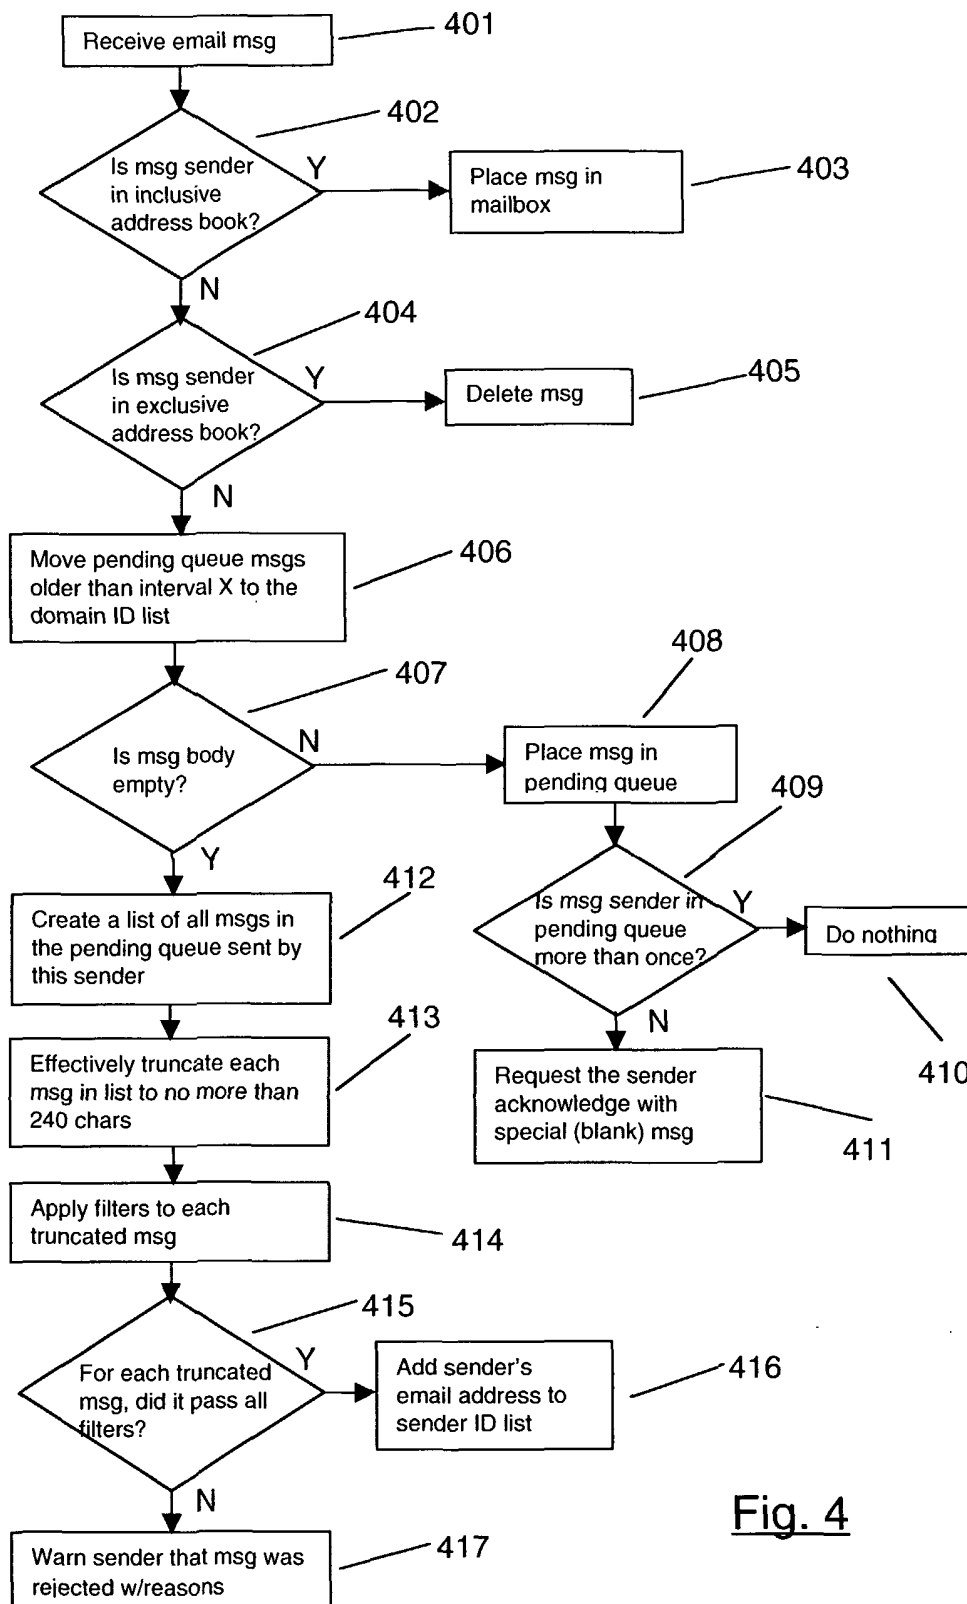 Receive email msg
401
402
Is msg sender
in inclusive
address book?
Y
Place msg in
mailbox
403
N
404
Is msg sender
in exclusive
address book?
Y
Delete msg
405
N
Move pending queue msgs
older than interval X to the
domain ID list
406
407
Is msg body
empty?
N
408
Place msg in
pending queue
409
Y
412
Create a list of all msgs in
the pending queue sent by
this sender
Is msg sender in
pending queue
more than once?
Y
Do nothing
410
N
413
Effectively truncate each
msg in list to no more than
240 chars
Request the sender
acknowledge with
special (blank) msg
411
Apply filters to each
truncated msg
414
415
For each truncated
msg, did it pass all
filters?
Y
Add sender's
email address to
sender ID list
416
N
Warn sender that msg was
rejected w/reasons
417
Fig. 4